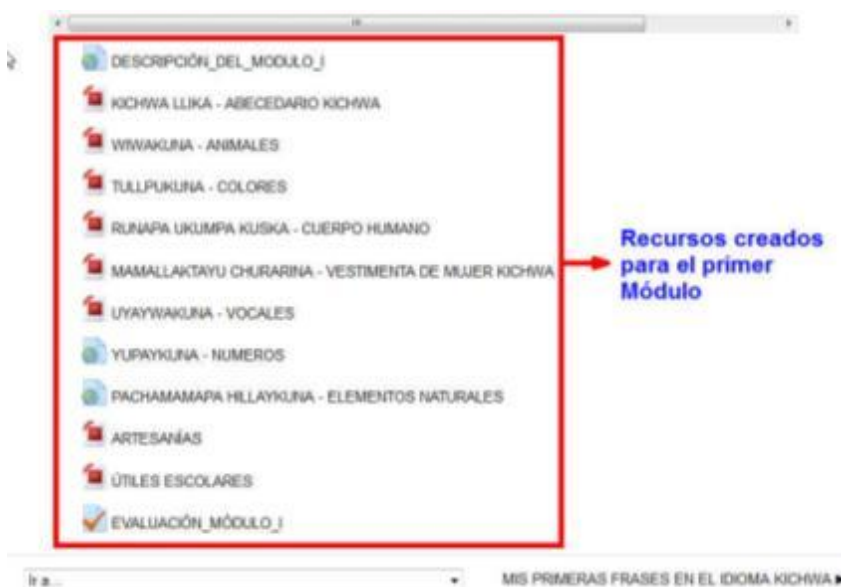 DESCRIPCIÓN_DEL_MODULO_I
KICHWA LLIKA - ABECEDARIO KICHWA
WIWAKUNA - ANIMALES
TULLPUKUNA - COLORES
RUNAPA UKUMPA KUSKA - CUERPO HUMANO
MAMALLAKTAYU CHURARINA - VESTIMENTA DE MUJER KICHWA
UYAYWAKUNA - VOCALES
YUPAYKUNA - NUMEROS
PACHAMAMAPA HILLAYKUNA - ELEMENTOS NATURALES
ARTESANÍAS
ÚTILES ESCOLARES
EVALUACIÓN_MÓDULO_I
Recursos creados
para el primer
Módulo
Ir a...
MIS PRIMERAS FRASES EN EL IDIOMA KICHWA